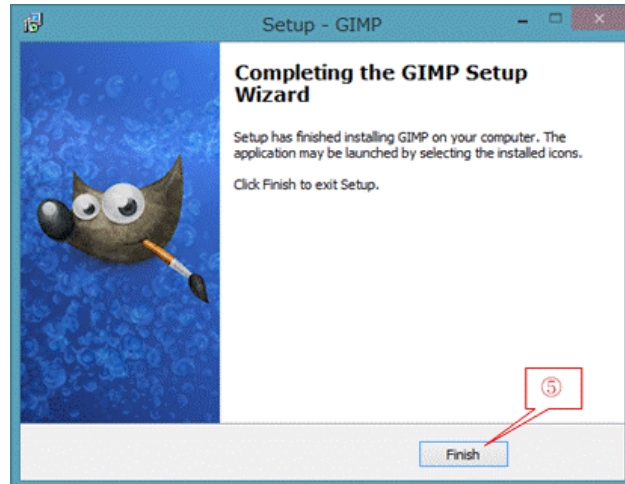 Setup - GIMP
Completing the GIMP Setup
Wizard
Setup has finished installing GIMP on your computer. The
application may be launched by selecting the installed icons.
Click Finish to exit Setup.
⑤
Finish